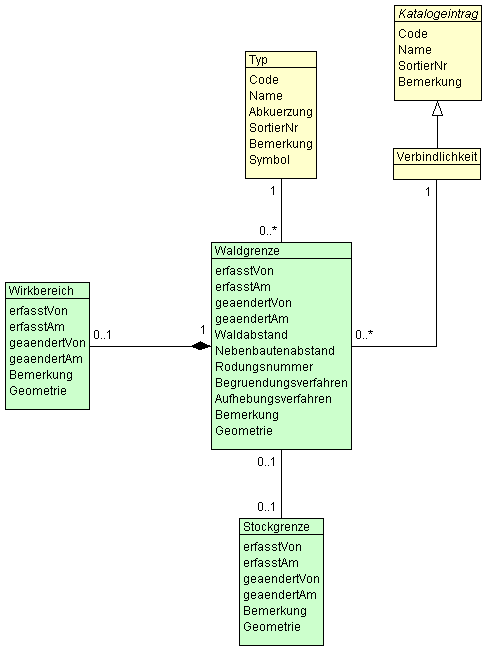 Katalogeintrag
Code
Name
SortierNr
Bemerkung
Typ
Code
Name
Abkuerzung
SortierNr
Bemerkung
Symbol
Verbindlichkeit
1
1
0..*
Waldgrenze
erfasstVon
erfasstAm
geaendertVon
geaendertAm
Waldabstand
Nebenbautenabstand
Rodungsnummer
Begruendungsverfahren
Aufhebungsverfahren
Bemerkung
Geometrie
Wirkbereich
erfasstVon
erfasstAm
geaendertVon
geaendertAm
Bemerkung
Geometrie
0..1
1
0..*
0..1
0..1
Stockgrenze
erfasstVon
erfasstAm
geaendertVon
geaendertAm
Bemerkung
Geometrie